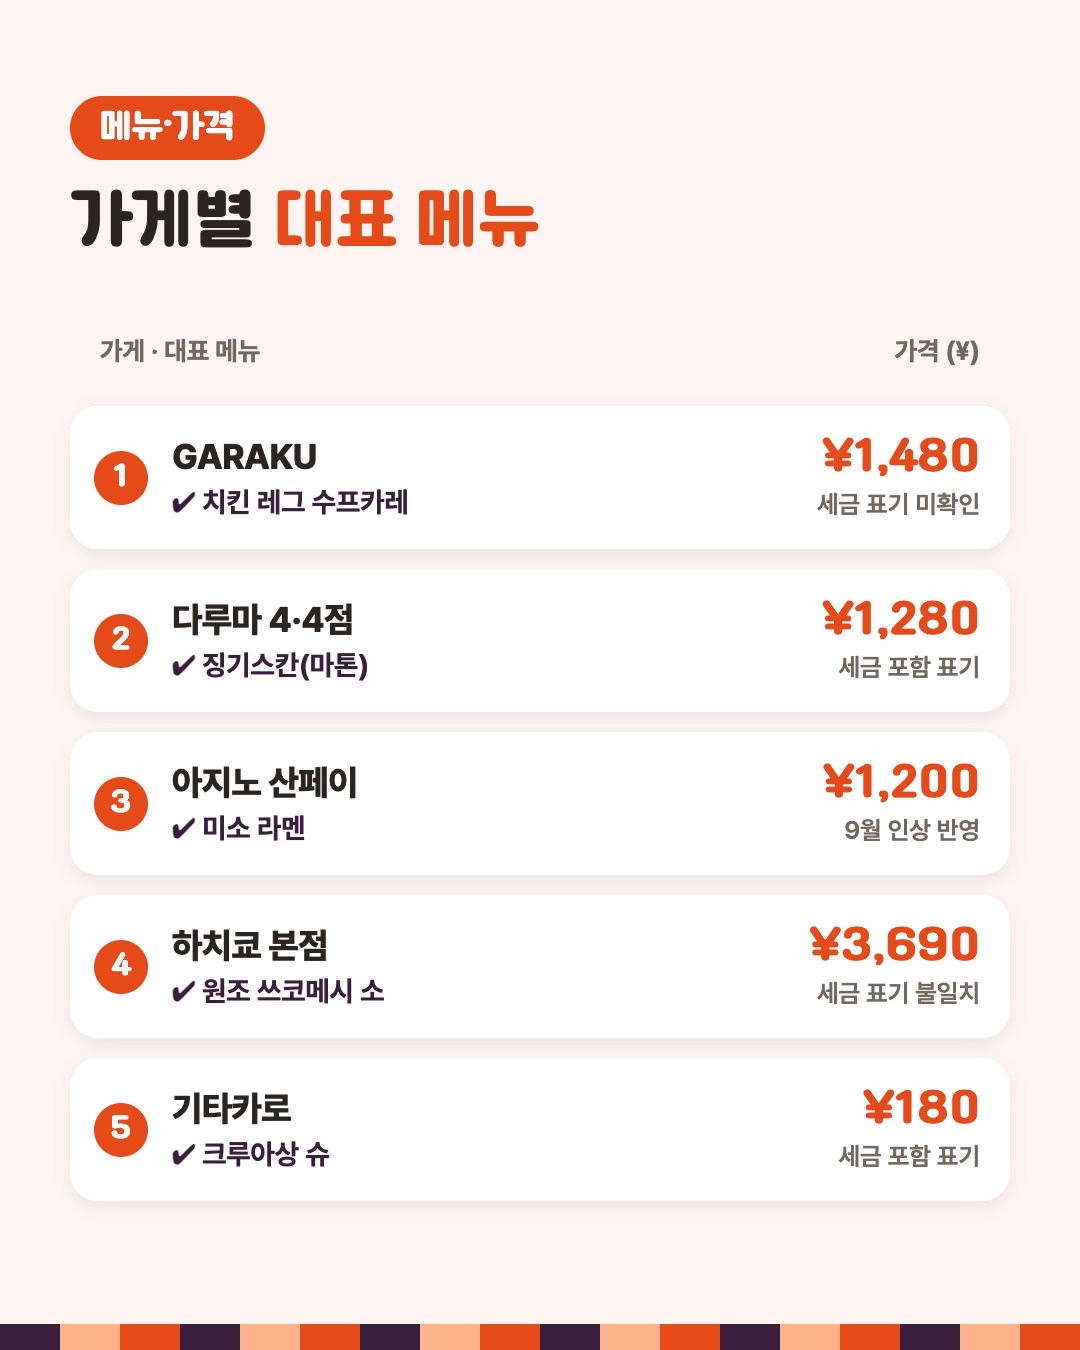 메뉴·가격
가게별 대표 메뉴
가게 · 대표 메뉴 가격 (¥)
1 GARAKU ¥1,480
✔ 치킨 레그 수프카레 세금 표기 미확인
2 다루마 4·4점 ¥1,280
✔ 징기스칸(마톤) 세금 포함 표기
3 아지노 산페이 ¥1,200
✔ 미소 라멘 9월 인상 반영
4 하치쿄 본점 ¥3,690
✔ 원조 쓰코메시 소 세금 표기 불일치
5 기타카로 ¥180
✔ 크루아상 슈 세금 포함 표기